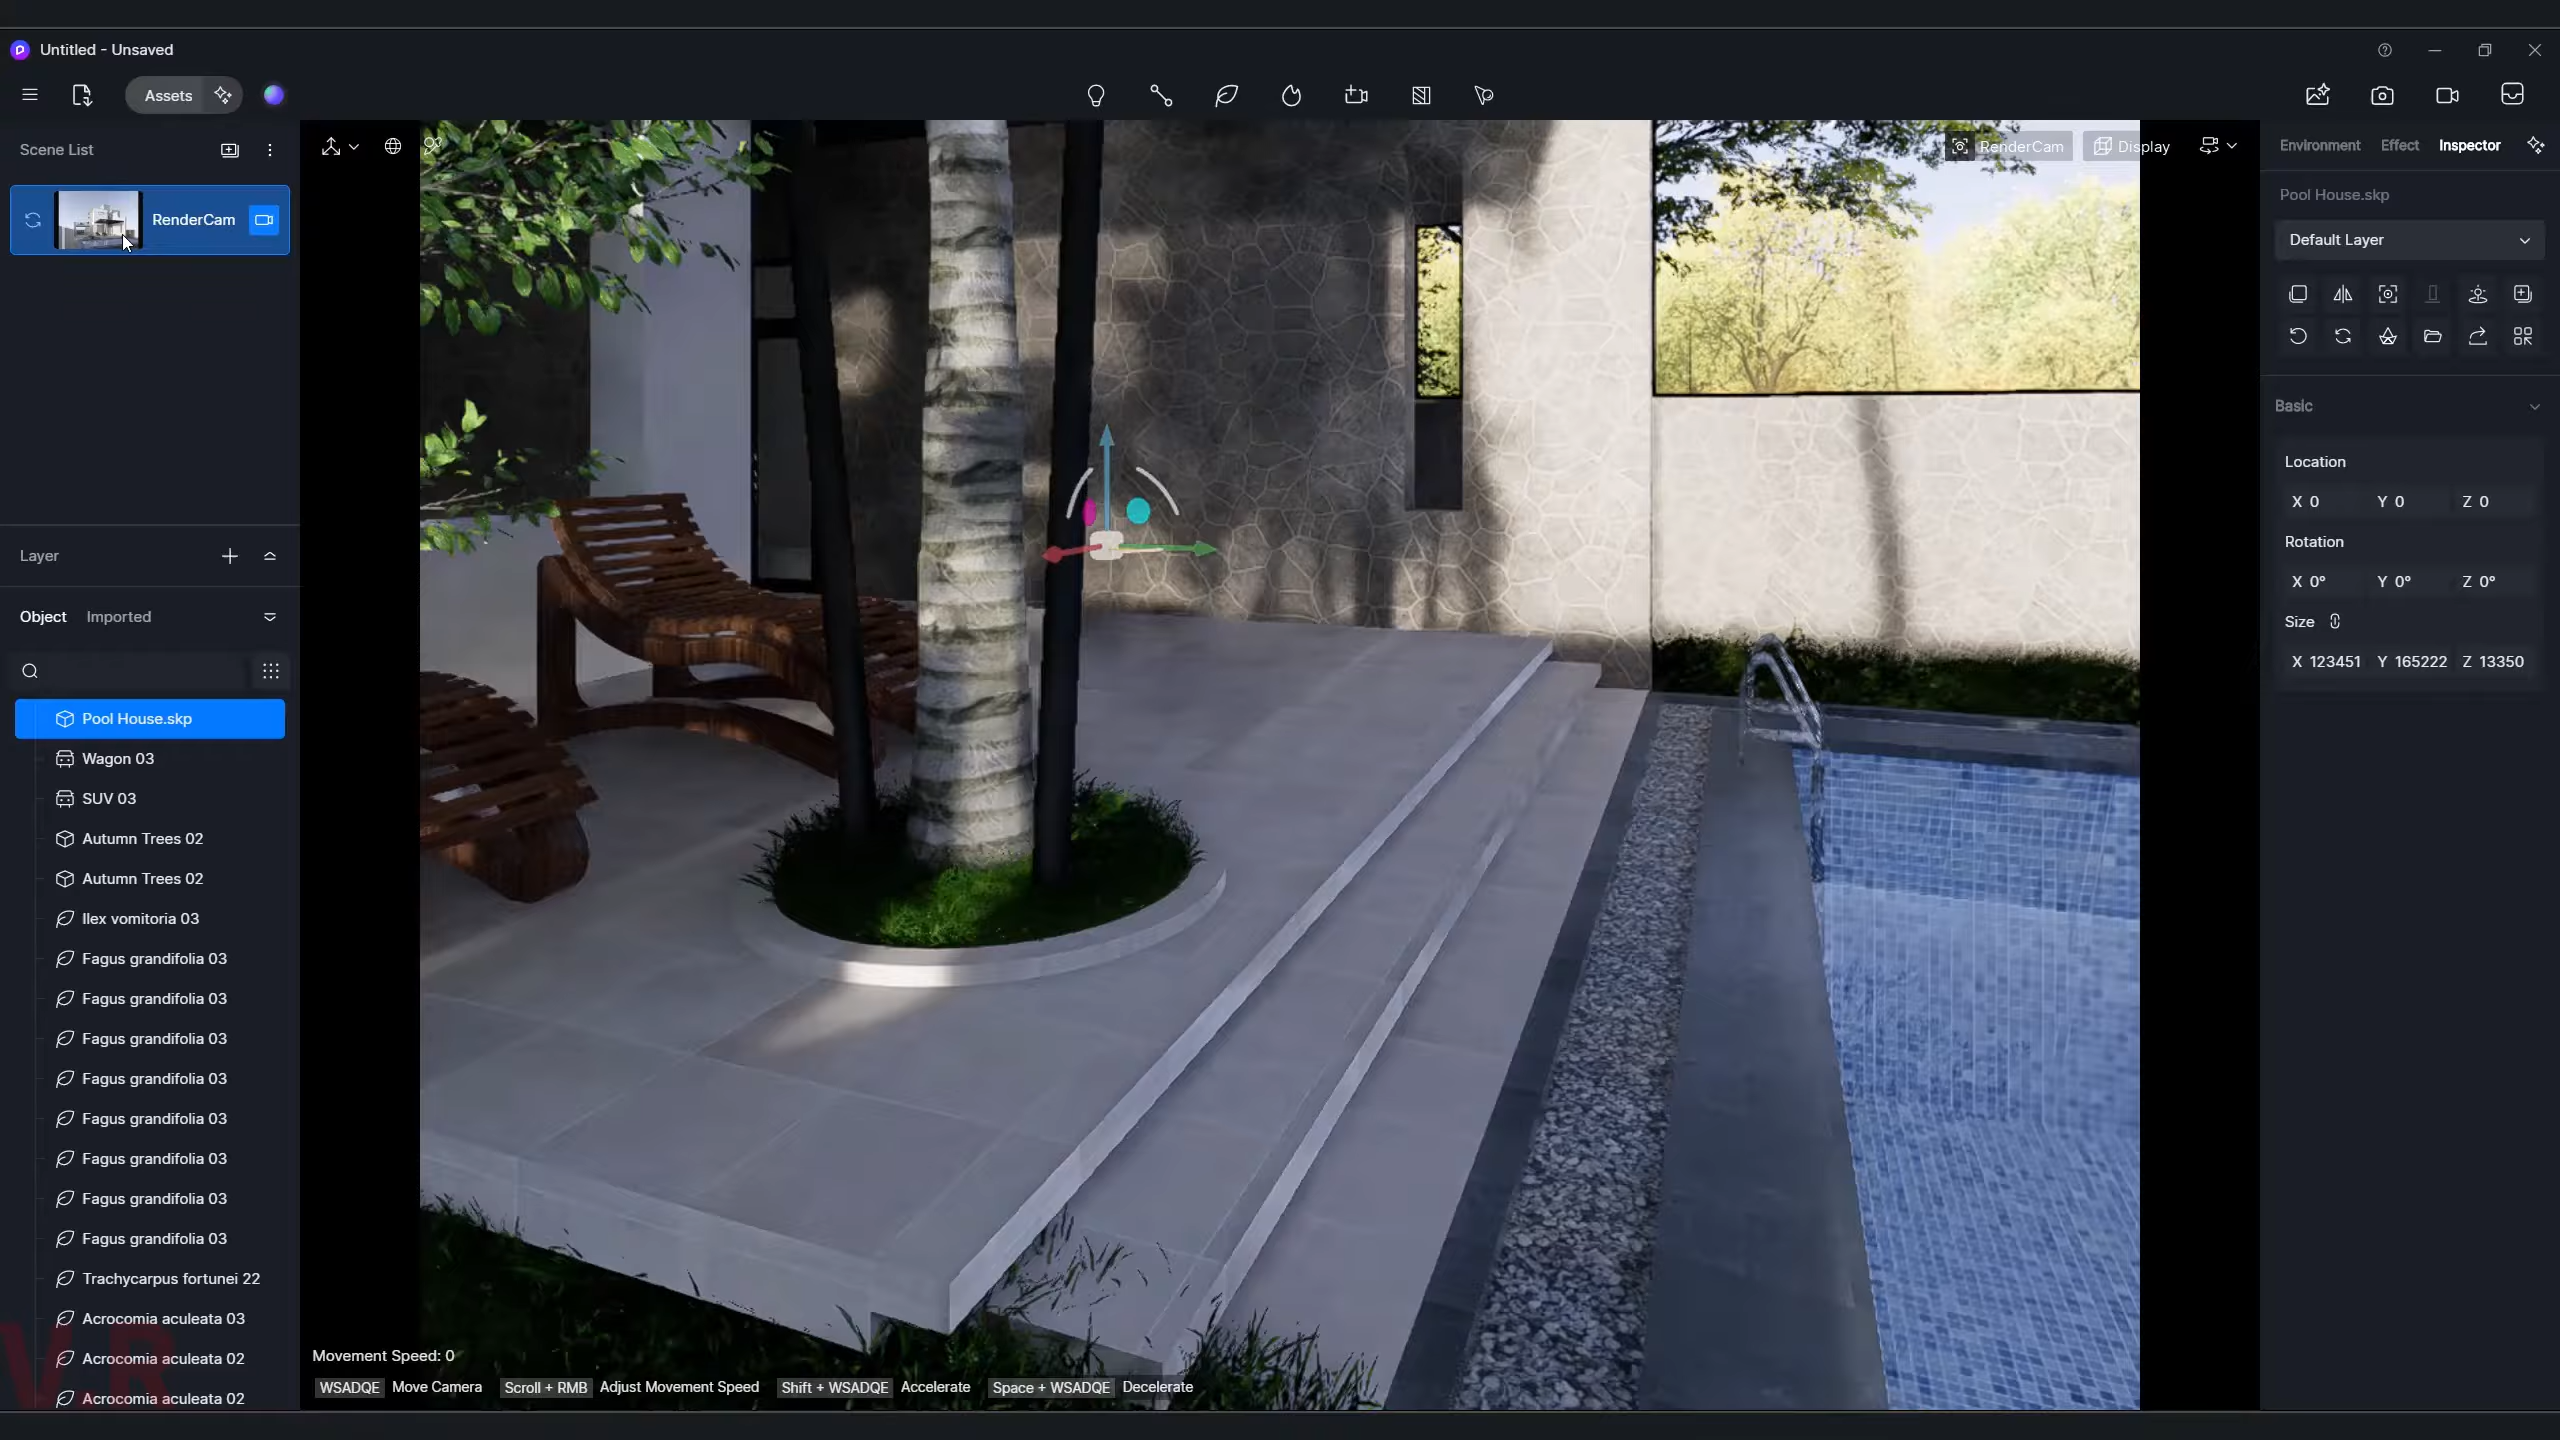 Untitled - Unsaved
Assets
Scene List
RenderCam
Layer
Object Imported
Pool House.skp
Wagon 03
SUV 03
Autumn Trees 02
Autumn Trees 02
Ilex vomitoria 03
Fagus grandifolia 03
Fagus grandifolia 03
Fagus grandifolia 03
Fagus grandifolia 03
Fagus grandifolia 03
Fagus grandifolia 03
Fagus grandifolia 03
Fagus grandifolia 03
Trachycarpus fortunei 22
Acrocomia aculeata 03
Acrocomia aculeata 02
Acrocomia aculeata 02
VR
RenderCam Display
Movement Speed: 0
WSADQE Move Camera Scroll + RMB Adjust Movement Speed Shift + WSADQE Accelerate Space + WSADQE Decelerate
Environment Effect Inspector
Pool House.skp
Default Layer
Basic
Location
X 0 Y 0 Z 0
Rotation
X 0° Y 0° Z 0°
Size
X 123451 Y 165222 Z 13350